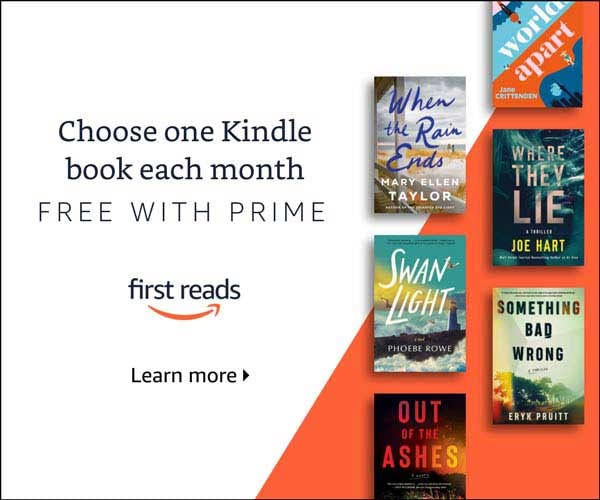 Choose one Kindle
book each month
FREE WITH PRIME
first reads
Learn more
When
the Rain
Ends
MARY ELLEN
TAYLOR
SWAN
LIGHT
PHOEBE ROWE
OUT
OF THE
ASHES
worlds
apart
Jane
CRITTENDEN
WHERE
THEY
LIE
A THRILLER
JOE HART
SOMETHING
BAD
WRONG
A THRILLER
ERYK PRUITT